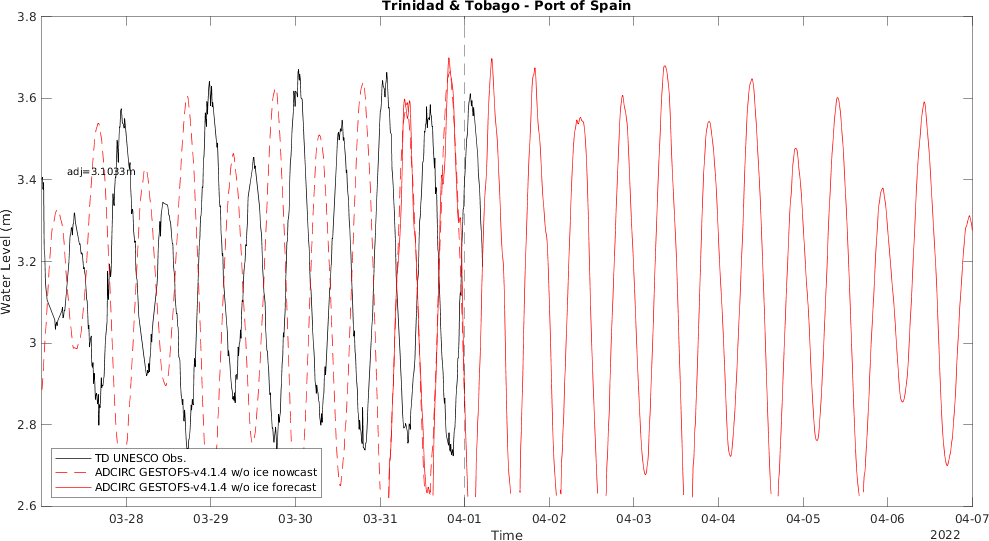 Trinidad & Tobago - Port of Spain
3.8
3.6
3.4
3.2
3
2.8
2.6
Water Level (m)
adj=3.1033m
TD UNESCO Obs.
ADCIRC GESTOFS-v4.1.4 w/o ice nowcast
ADCIRC GESTOFS-v4.1.4 w/o ice forecast
03-28 03-29 03-30 03-31 04-01 04-02 04-03 04-04 04-05 04-06 04-07
Time
2022